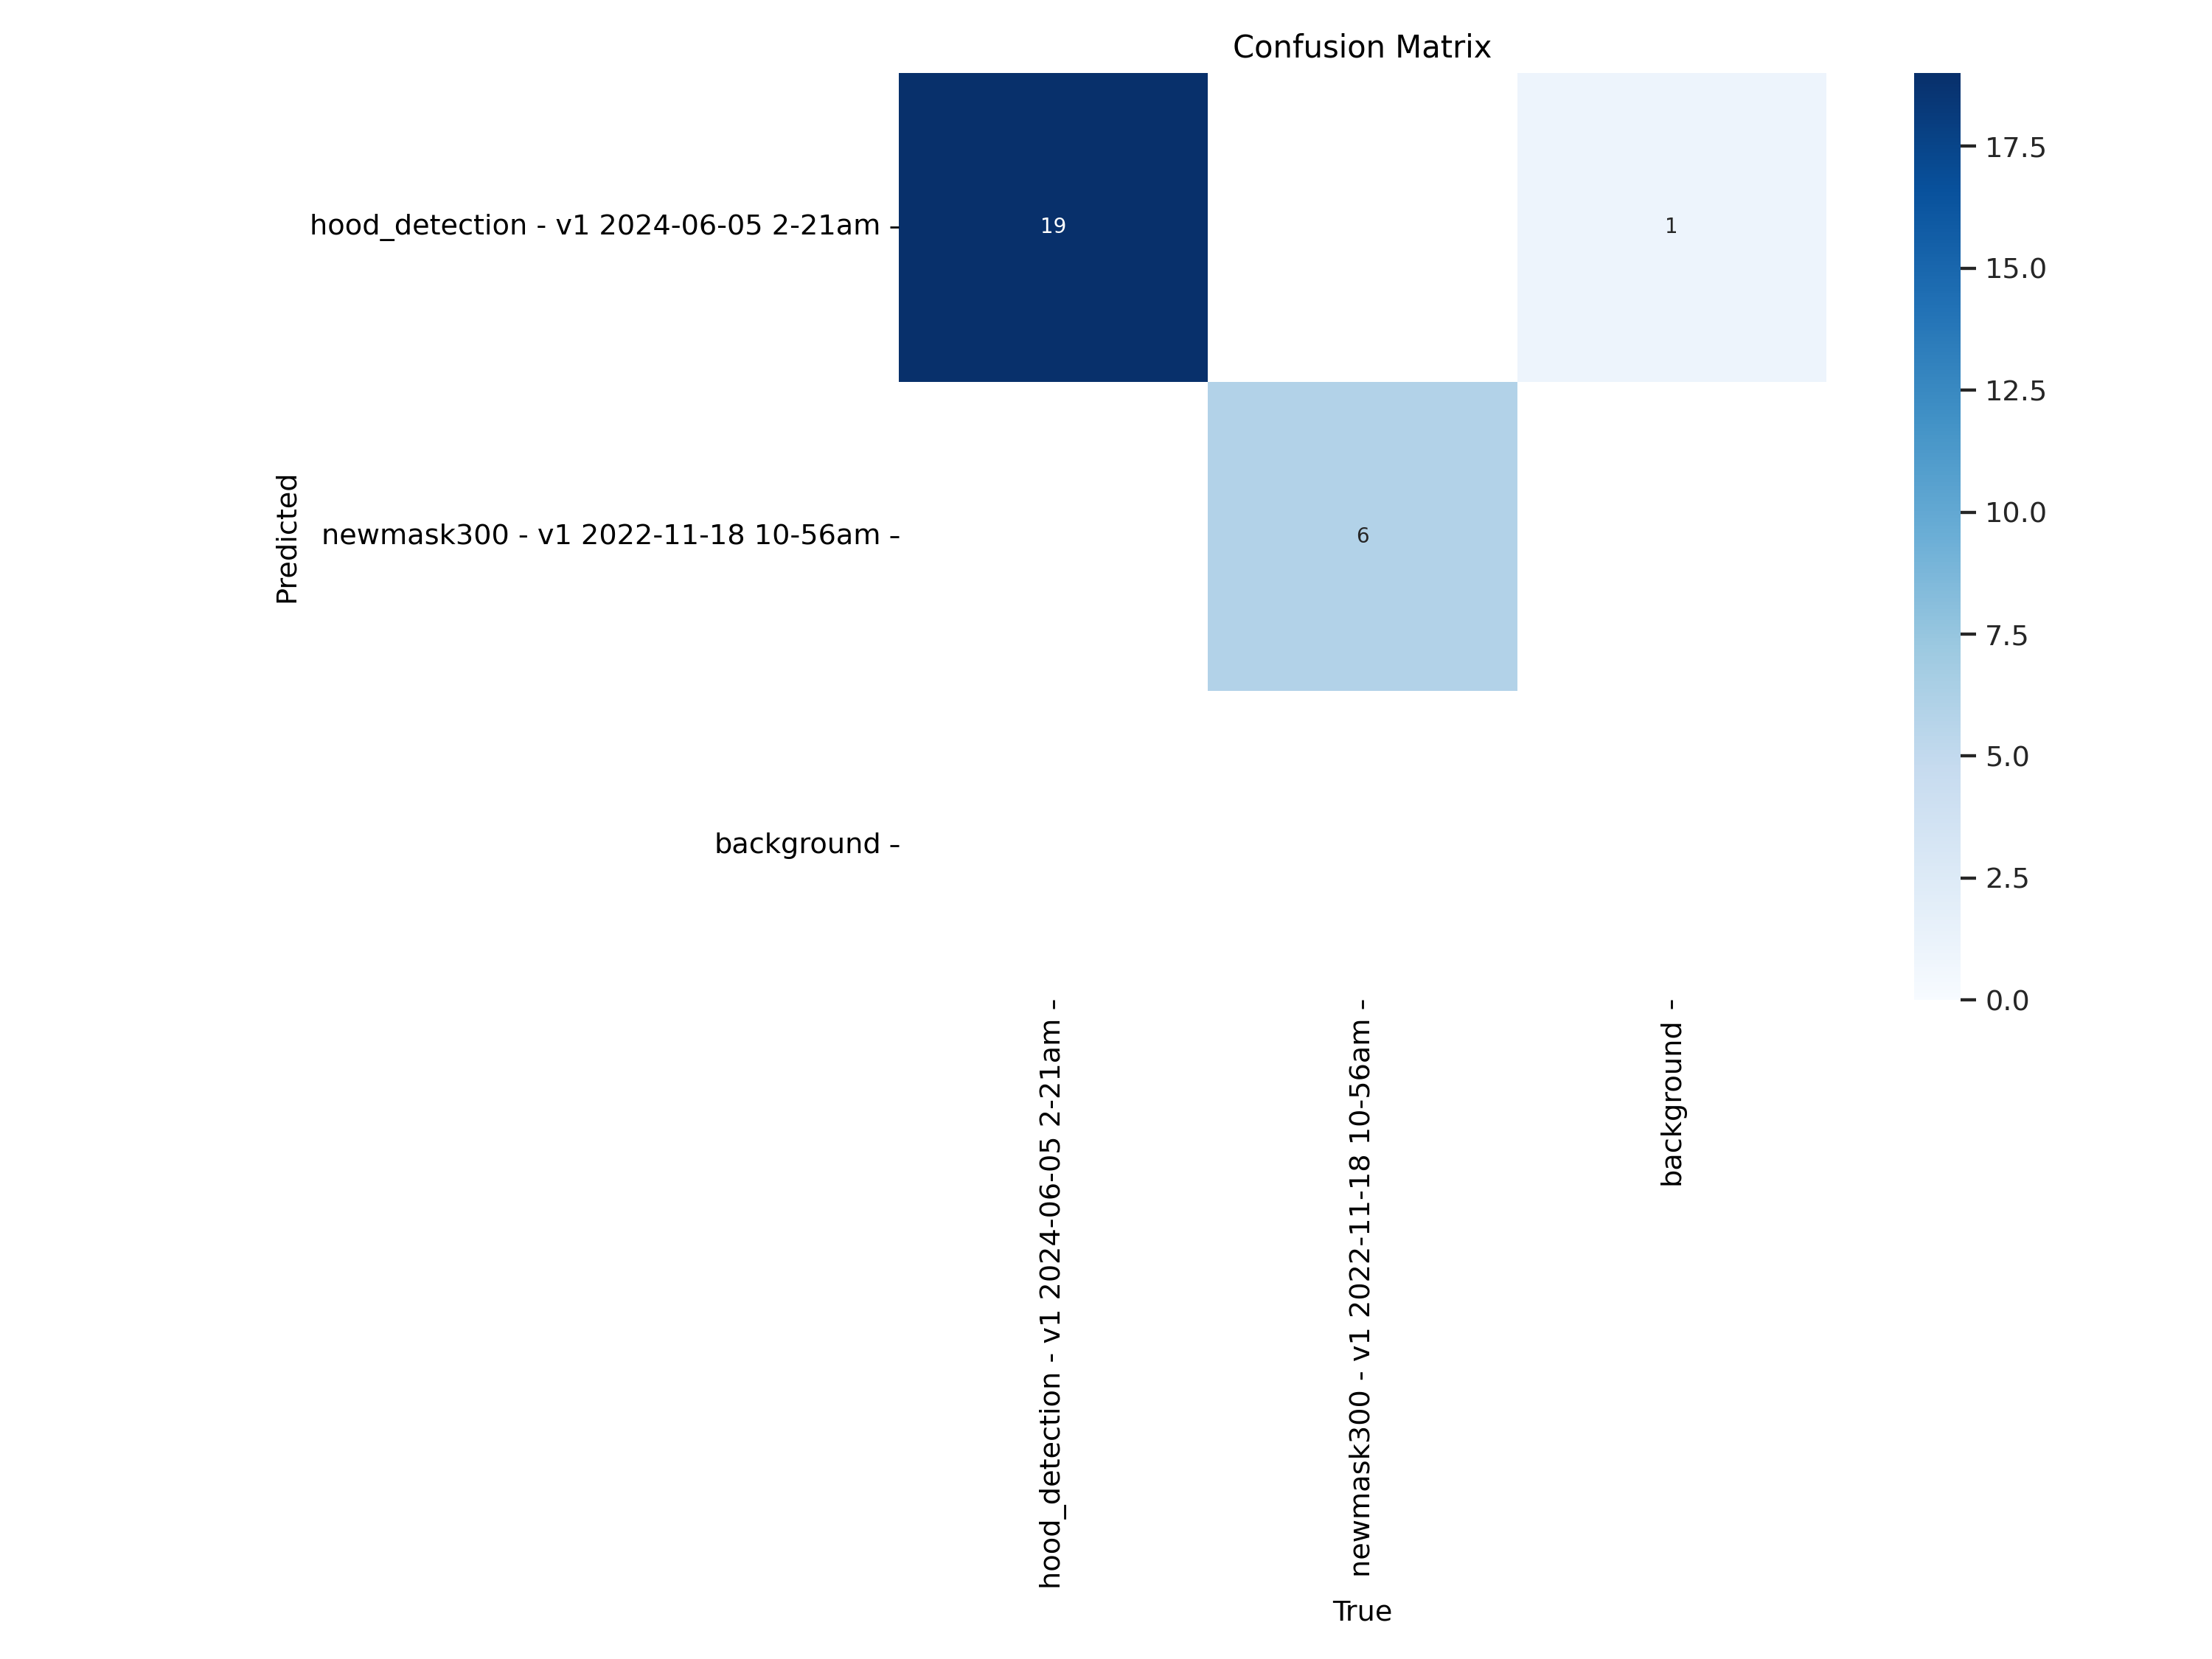 Confusion Matrix
hood_detection - v1 2024-06-05 2-21am
newmask300 - v1 2022-11-18 10-56am
background
Predicted
19
1
6
17.5
15.0
12.5
10.0
7.5
5.0
2.5
0.0
hood_detection - v1 2024-06-05 2-21am
newmask300 - v1 2022-11-18 10-56am
background
True